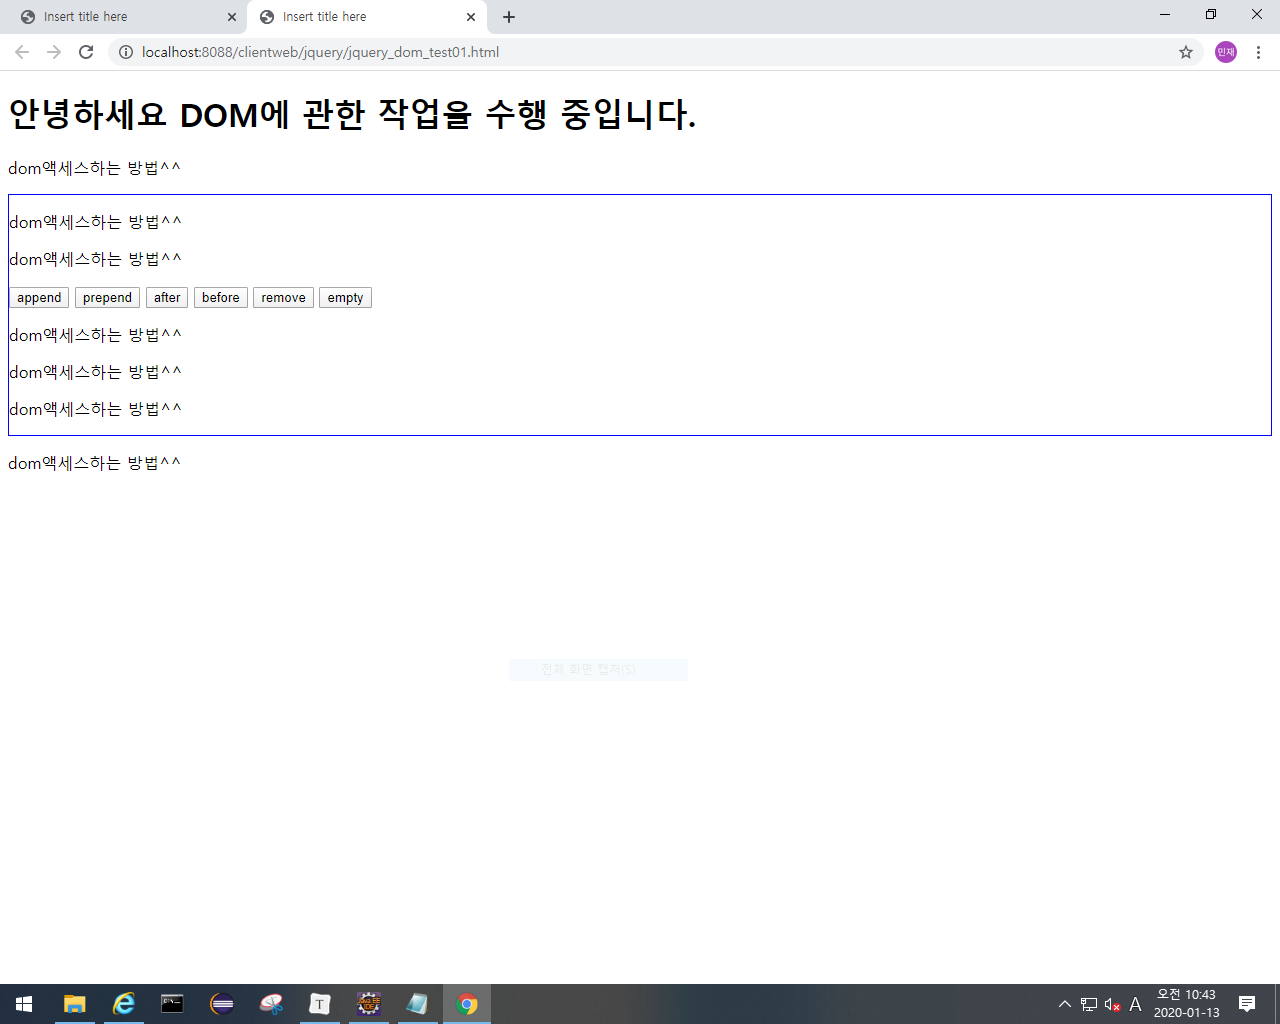 Insert title here
Insert title here
localhost:8088/clientweb/jquery/jquery_dom_test01.html
민재
안녕하세요 DOM에 관한 작업을 수행 중입니다.
dom액세스하는 방법^^
dom액세스하는 방법^^
dom액세스하는 방법^^
append prepend after before remove empty
dom액세스하는 방법^^
dom액세스하는 방법^^
dom액세스하는 방법^^
dom액세스하는 방법^^
전체 화면 캡처(S)
T
A
오전 10:43
2020-01-13